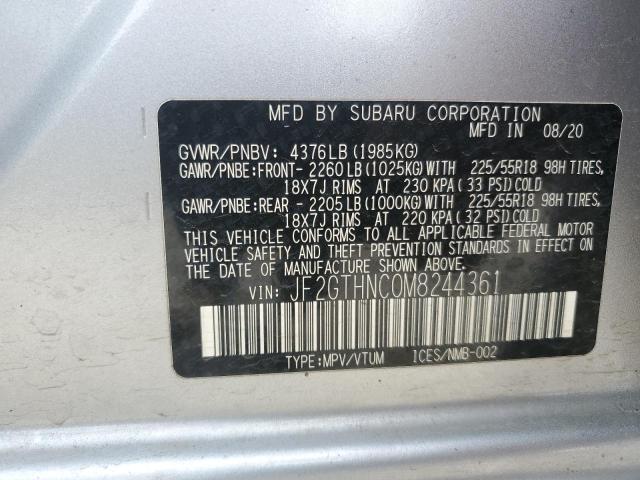 MFD BY SUBARU CORPORATION
MFD IN 08/20
GVWR/PNBV: 4376LB (1985KG)
GAWR/PNBE:FRONT- 2260 LB (1025KG) WITH 225/55R18 98H TIRES,
18X7J RIMS AT 230 KPA (33 PSI) COLD
GAWR/PNBE:REAR - 2205 LB (1000KG) WITH 225/55R18 98H TIRES,
18X7J RIMS AT 220 KPA (32 PSI) COLD
THIS VEHICLE CONFORMS TO ALL APPLICABLE FEDERAL MOTOR
VEHICLE SAFETY AND THEFT PREVENTION STANDARDS IN EFFECT ON
THE DATE OF MANUFACTURE SHOWN ABOVE.
VIN: JF2GTHNC0M8244361
TYPE:MPV/VTUM ICES/NMB-002